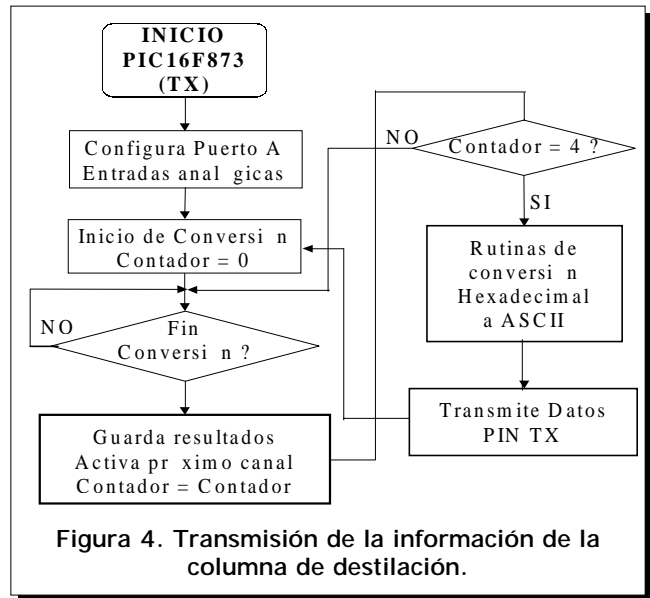 INICIO
PIC16F873
(TX)
Configura Puerto A
Entradas anal gicas
Inicio de Conversi n
Contador = 0
NO
Fin
Conversi n ?
Guarda resultados
Activa pr ximo canal
Contador = Contador
NO
Contador = 4 ?
SI
Rutinas de
conversi n
Hexadecimal
a ASCII
Transmite Datos
PIN TX
Figura 4. Transmisión de la información de la
columna de destilación.